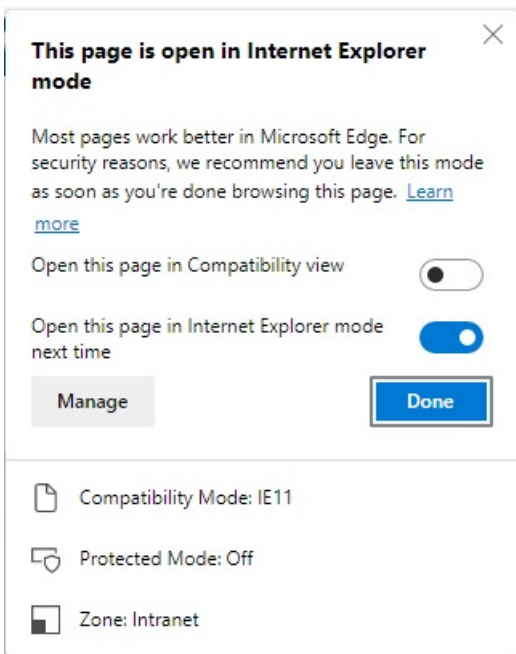 This page is open in Internet Explorer
mode
Most pages work better in Microsoft Edge. For
security reasons, we recommend you leave this mode
as soon as you're done browsing this page. Learn
more
Open this page in Compatibility view
Open this page in Internet Explorer mode
next time
Manage
Done
Compatibility Mode: IE11
Protected Mode: Off
Zone: Intranet